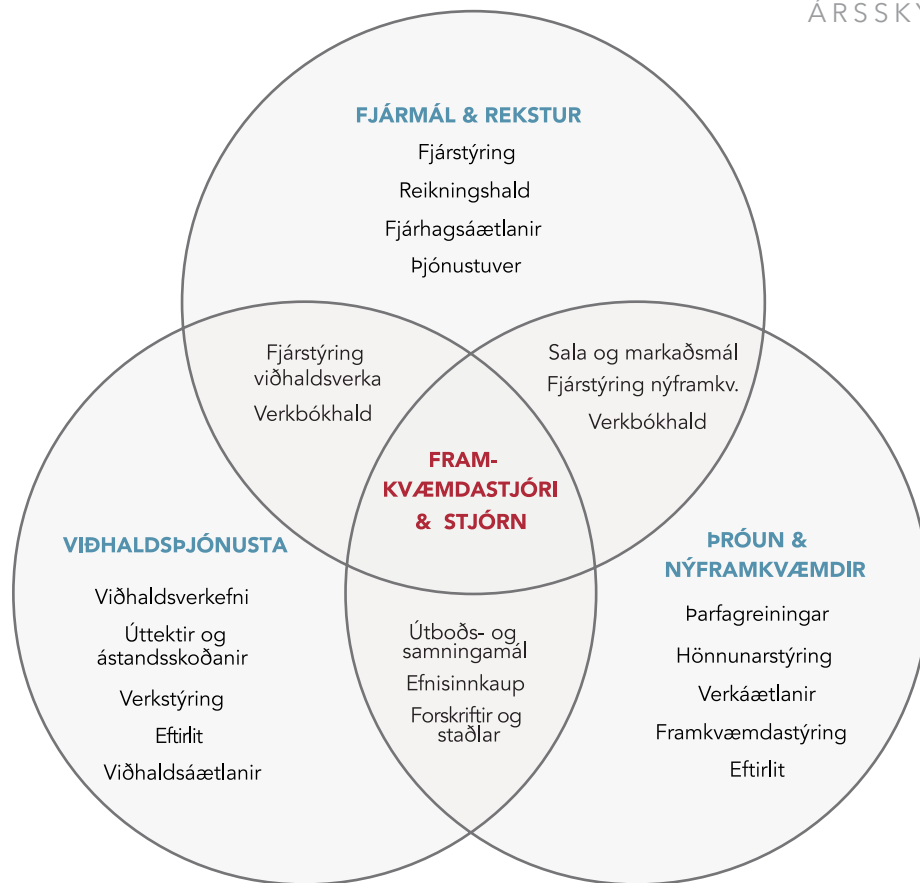 FJÁRMÁL & REKSTUR
Fjárstýring
Reikningshald
Fjárhagsáætlanir
Þjónustuver
Fjárstýring
viðhaldsverka
Verkbókhald
Sala og markaðsmál
Fjárstýring nýframkv.
Verkbókhald
FRAM-
KVÆMDASTJÓRI
& STJÓRN
VIÐHALDSÞJÓNUSTA
Viðhaldsverkefni
Úttektir og
ástandsskoðanir
Verkstýring
Eftirlit
Viðhaldsáætlanir
Útboðs- og
samningamál
Efnisinnkaup
Forskriftir og
staðlar
ÞRÓUN &
NÝFRAMKVÆMDIR
Þarfagreiningar
Hönnunarstýring
Verkáætlanir
Framkvæmdastýring
Eftirlit